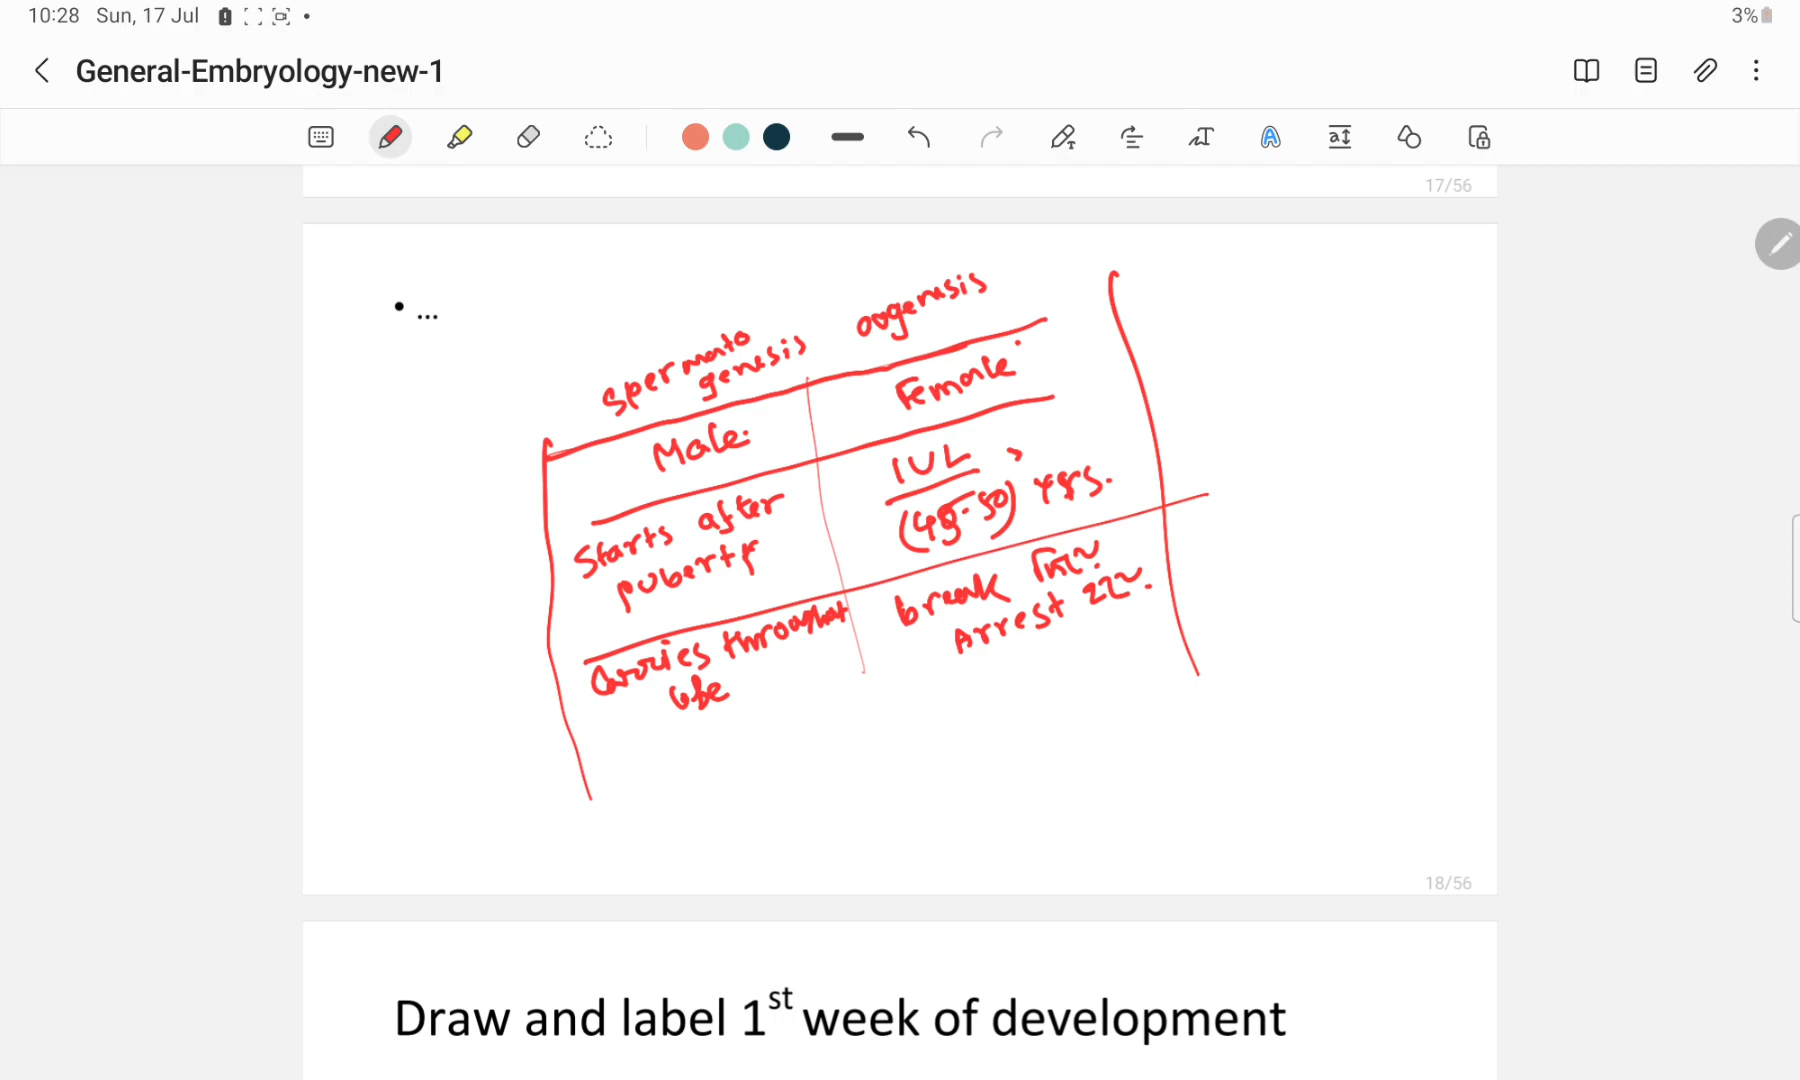 10:28 Sun, 17 Jul
3%
General-Embryology-new-1
17/56
• ...
spermato
genesis
oogenesis
Male.
Female.
Starts after
puberty
IUL
(45-50) yrs.
Carries throughout
life
break
Arrest
18/56
Draw and label 1st week of development